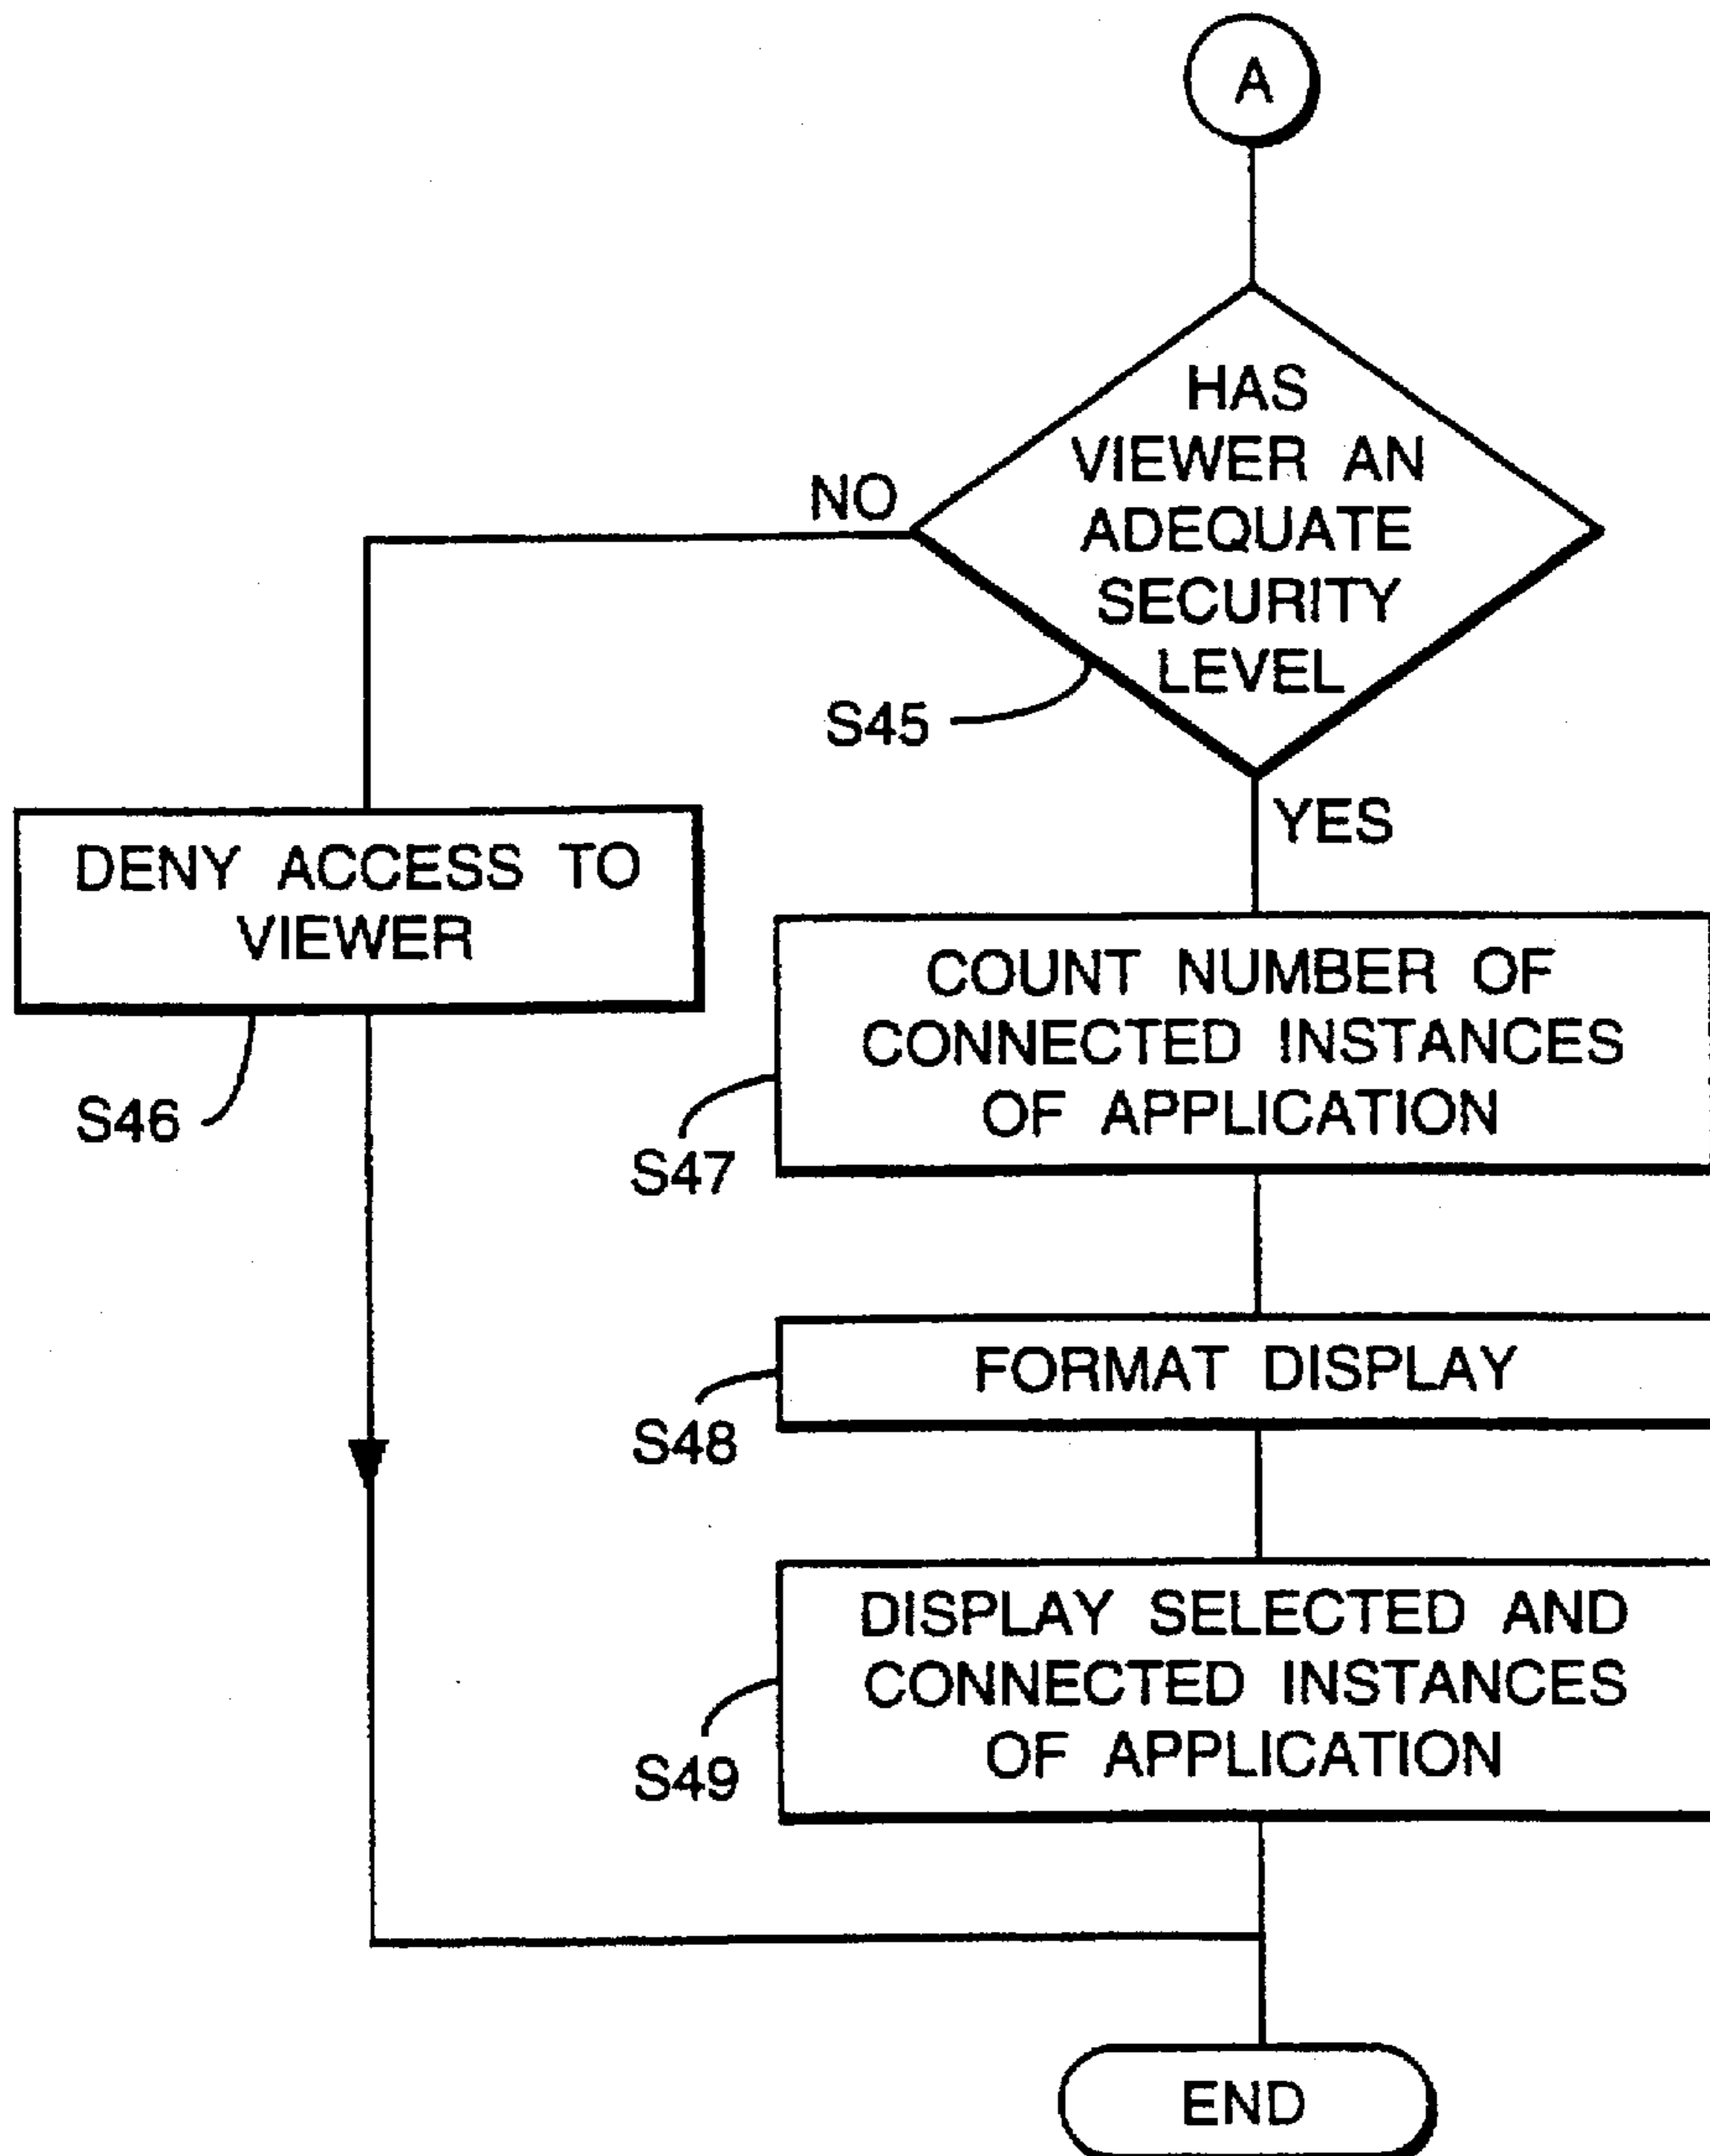 A
HAS
VIEWER AN
ADEQUATE
SECURITY
LEVEL
NO
S45
YES
DENY ACCESS TO
VIEWER
S46
COUNT NUMBER OF
CONNECTED INSTANCES
OF APPLICATION
S47
FORMAT DISPLAY
S48
DISPLAY SELECTED AND
CONNECTED INSTANCES
OF APPLICATION
S49
END